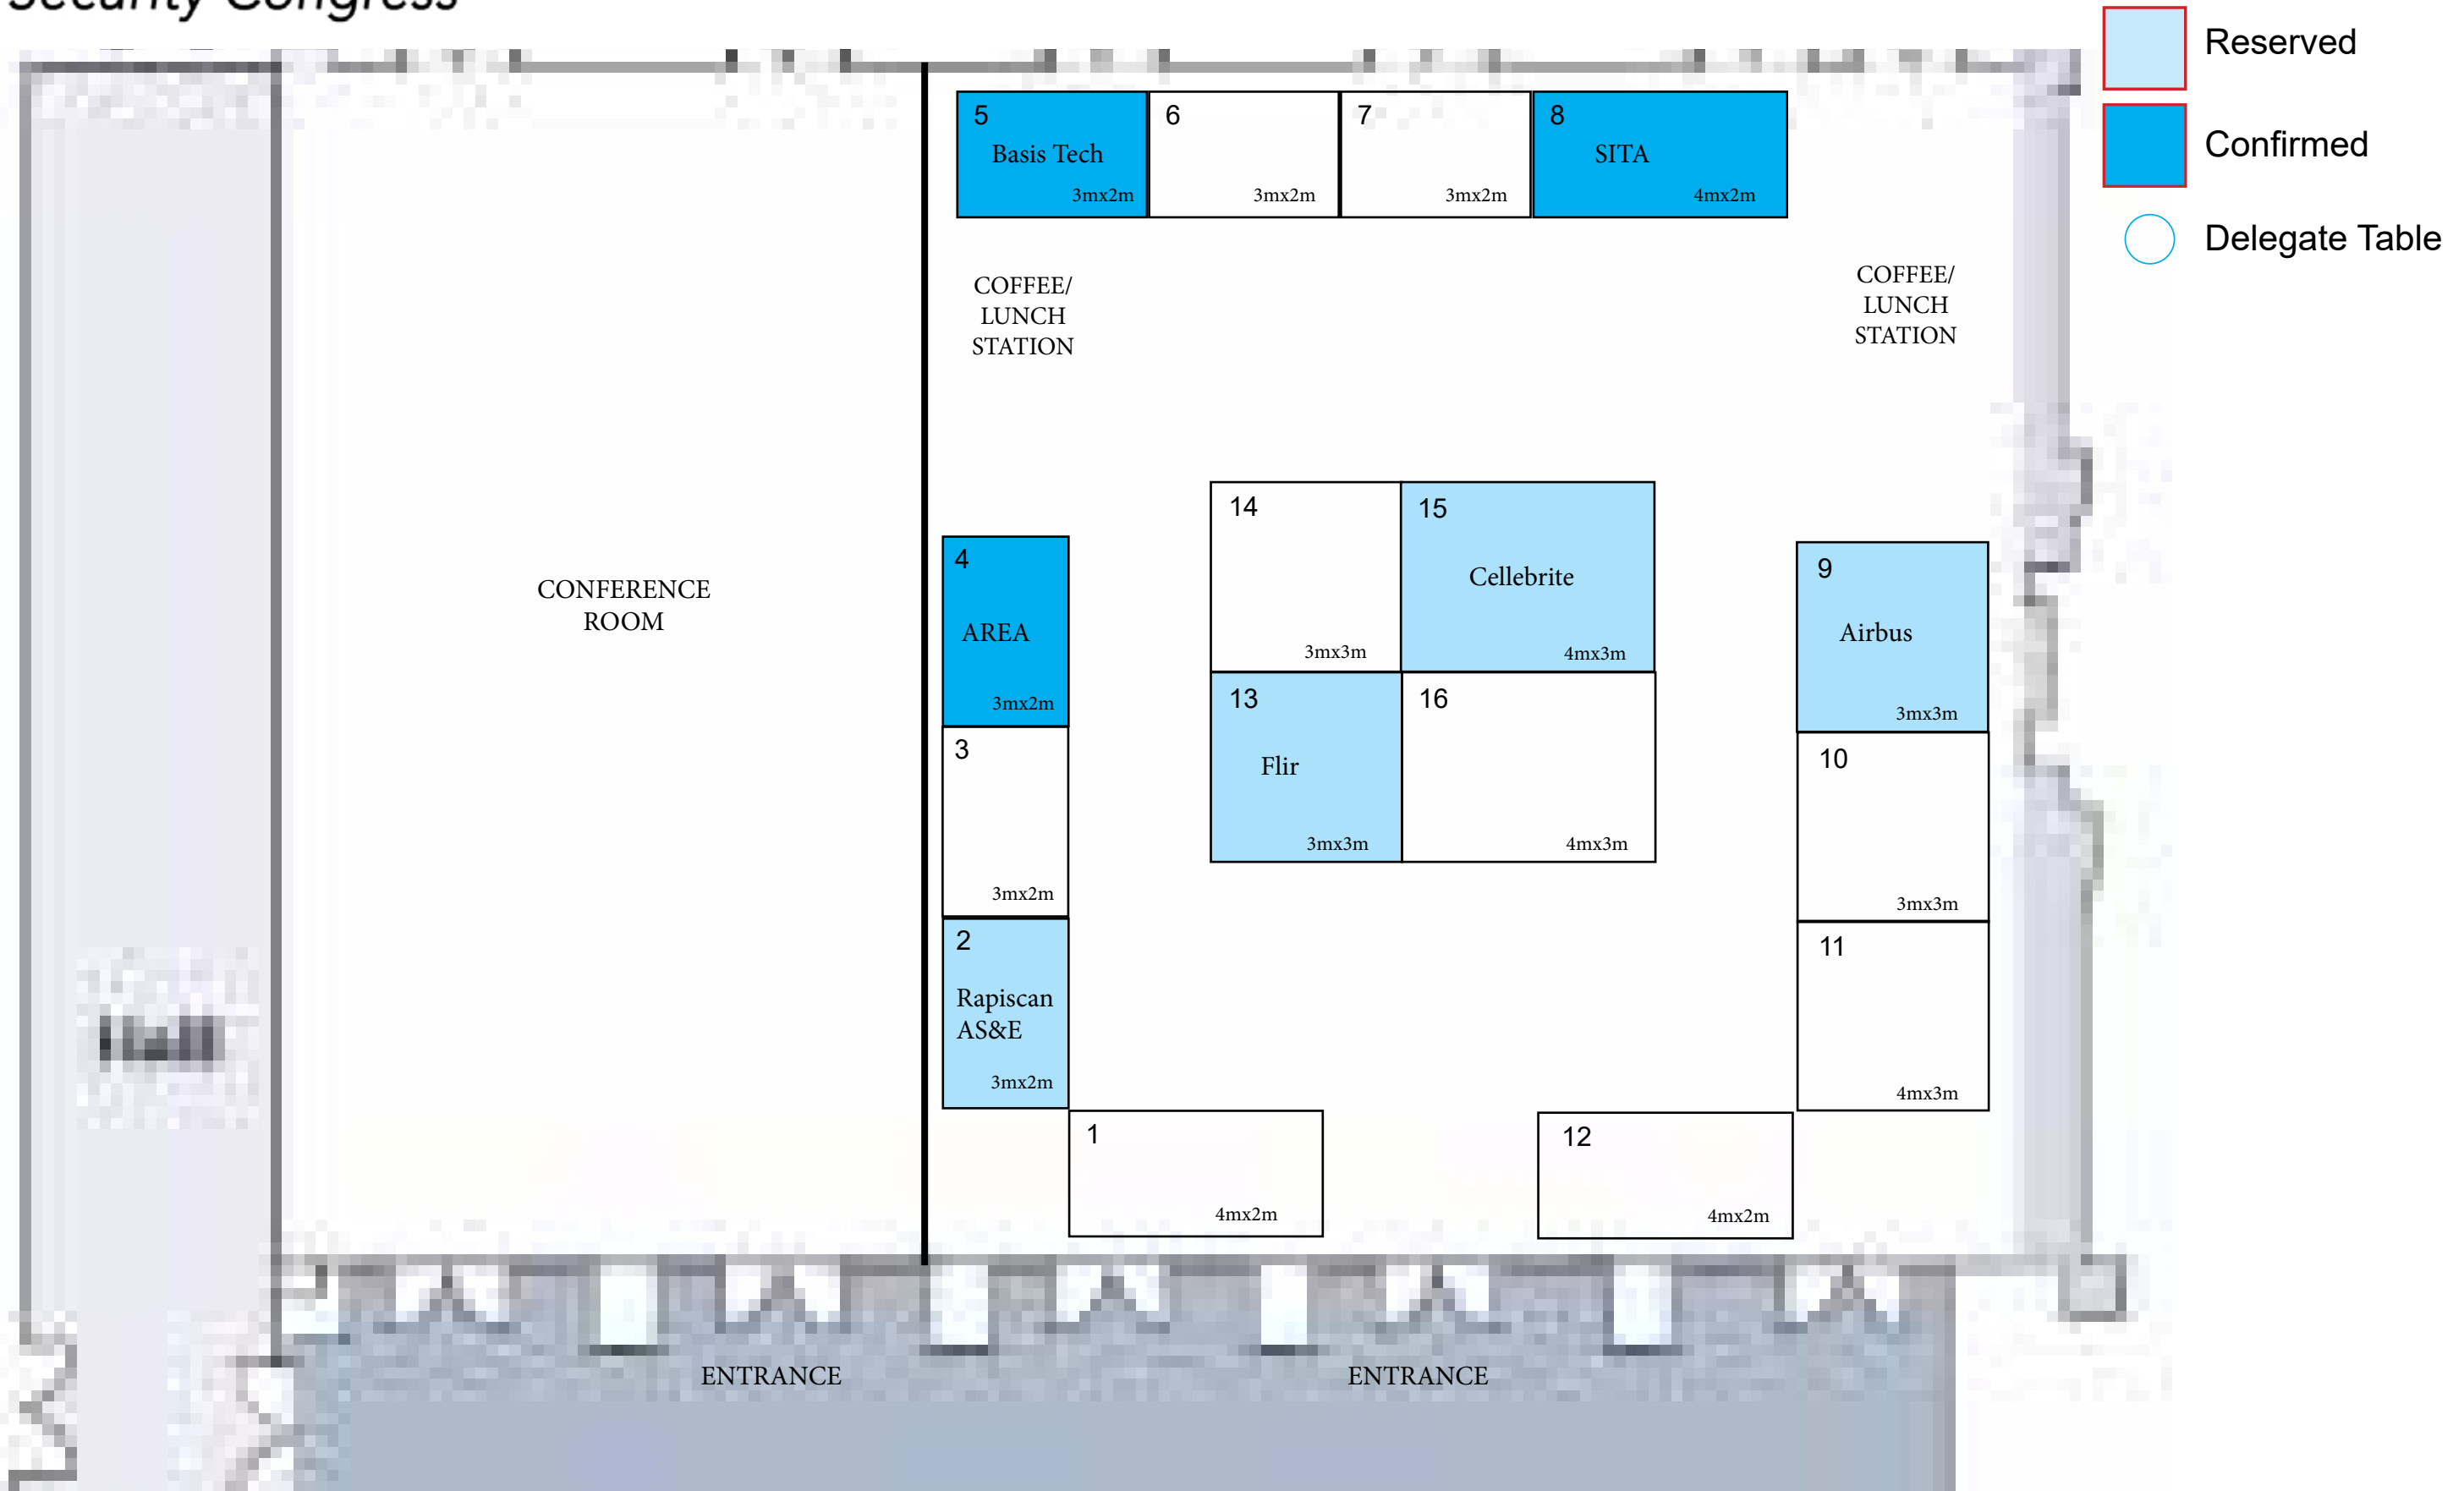 Security Congress
Reserved
Confirmed
Delegate Table
5
Basis Tech
3mx2m
6
3mx2m
7
3mx2m
8
SITA
4mx2m
COFFEE/
LUNCH
STATION
COFFEE/
LUNCH
STATION
CONFERENCE
ROOM
4
AREA
3mx2m
3
3mx2m
2
Rapiscan
AS&E
3mx2m
14
3mx3m
15
Cellebrite
4mx3m
13
Flir
3mx3m
16
4mx3m
9
Airbus
3mx3m
10
3mx3m
11
4mx3m
1
4mx2m
12
4mx2m
ENTRANCE
ENTRANCE